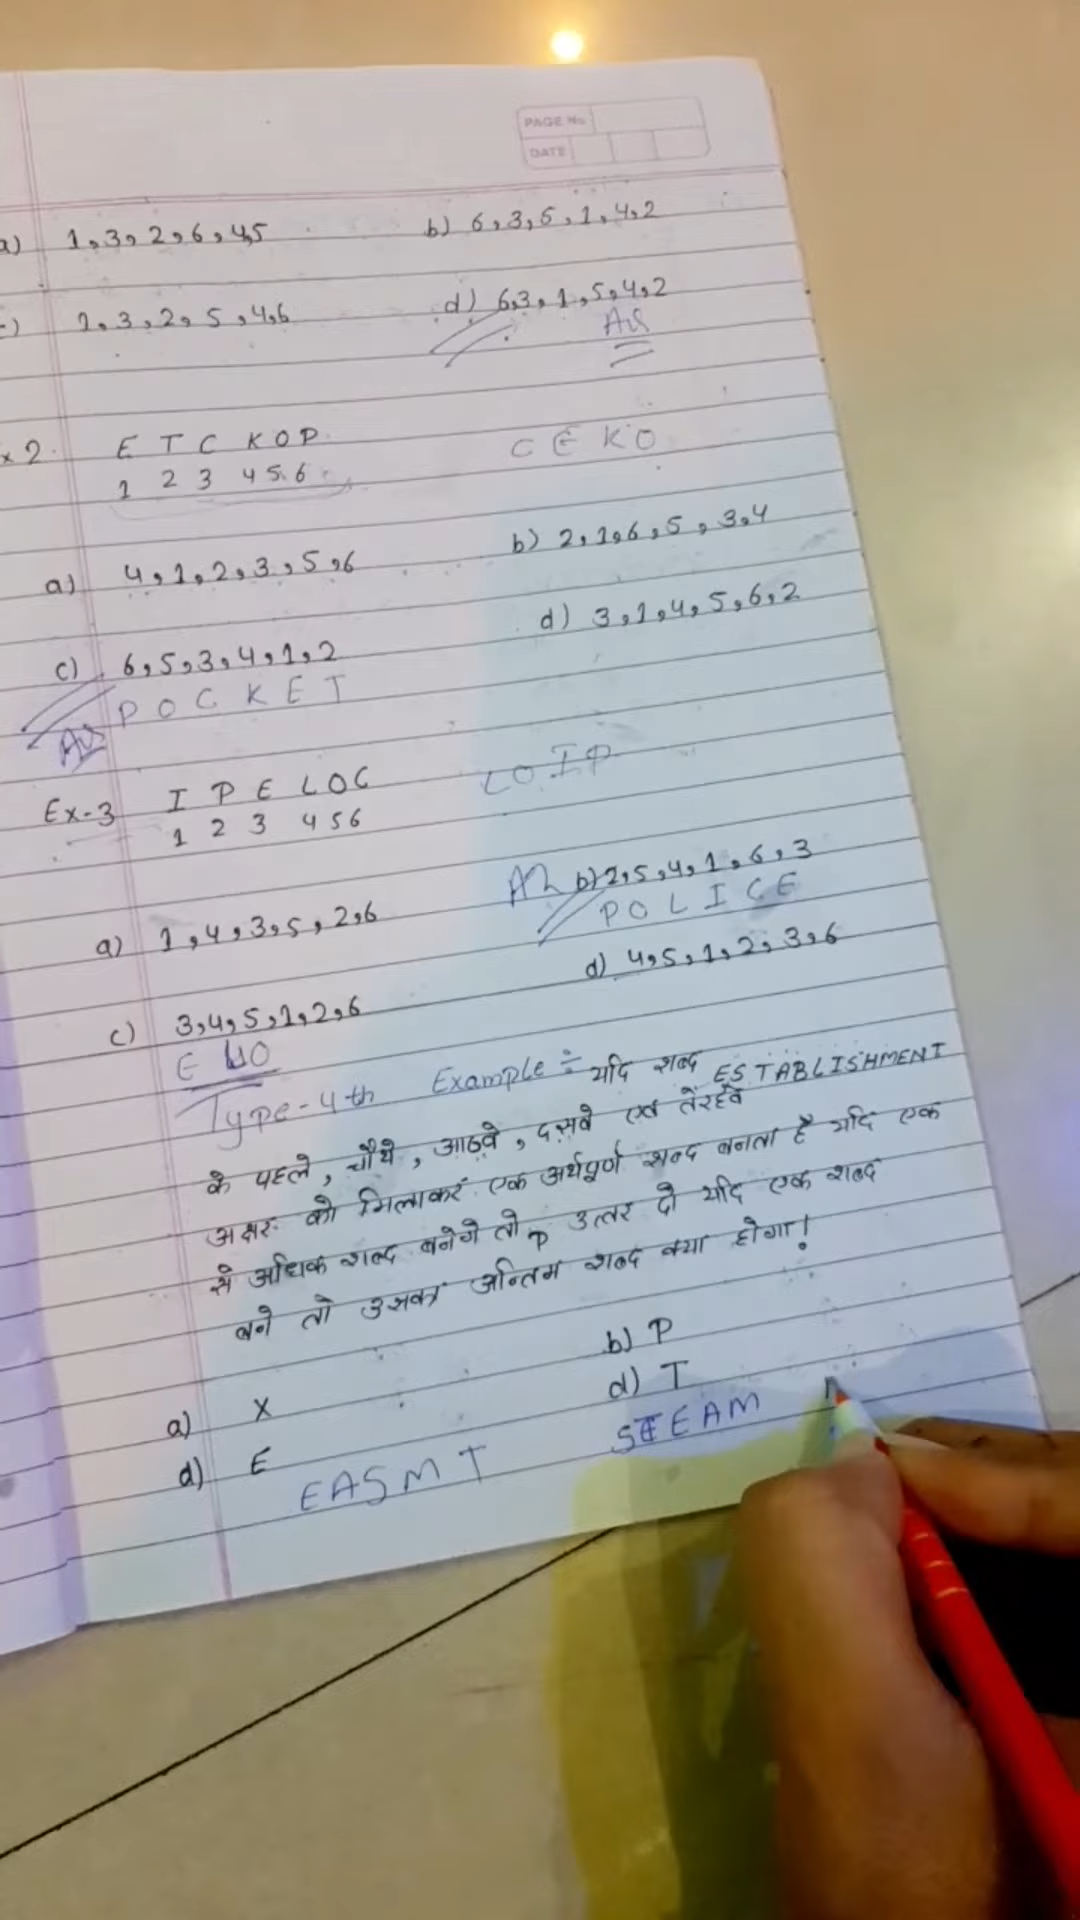 PAGE No
DATE
a) 1,3,2,6,4,5 b) 6,3,5,1,4,2
1,3,2,5,4,6 d) 6,3,1,5,4,2
Ans
x 2. E T C K O P C E K O
1 2 3 4 5 6
a) 4,1,2,3,5,6 b) 2,1,6,5,3,4
c) 6,5,3,4,1,2 d) 3,1,4,5,6,2
P O C K E T
Ans
Ex-3 I P E L O C L O I P
1 2 3 4 5 6
a) 1,4,3,5,2,6 b) 2,5,4,1,6,3
P O L I C E
c) 3,4,5,1,2,6 d) 4,5,1,2,3,6
E L O
Type-4th Example ÷ यदि शब्द ESTABLISHMENT
के पहले, चौथे, आठवे, दसवे एवं तेरहवे
अक्षर को मिलाकर एक अर्थपूर्ण शब्द बनता है यदि एक
से अधिक शब्द बनेगे तो P उत्तर दो यदि एक शब्द
बने तो उसका अन्तिम शब्द क्या होगा!
a) X b) P
d) E d) T
EASMT STEAM